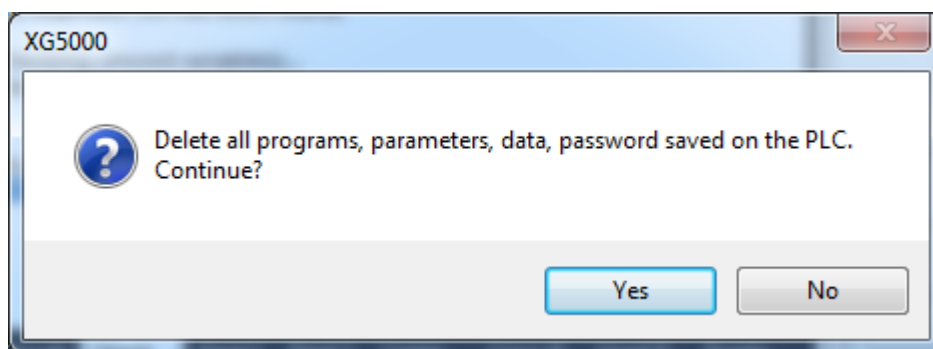 XG5000
Delete all programs, parameters, data, password saved on the PLC.
Continue?
Yes
No